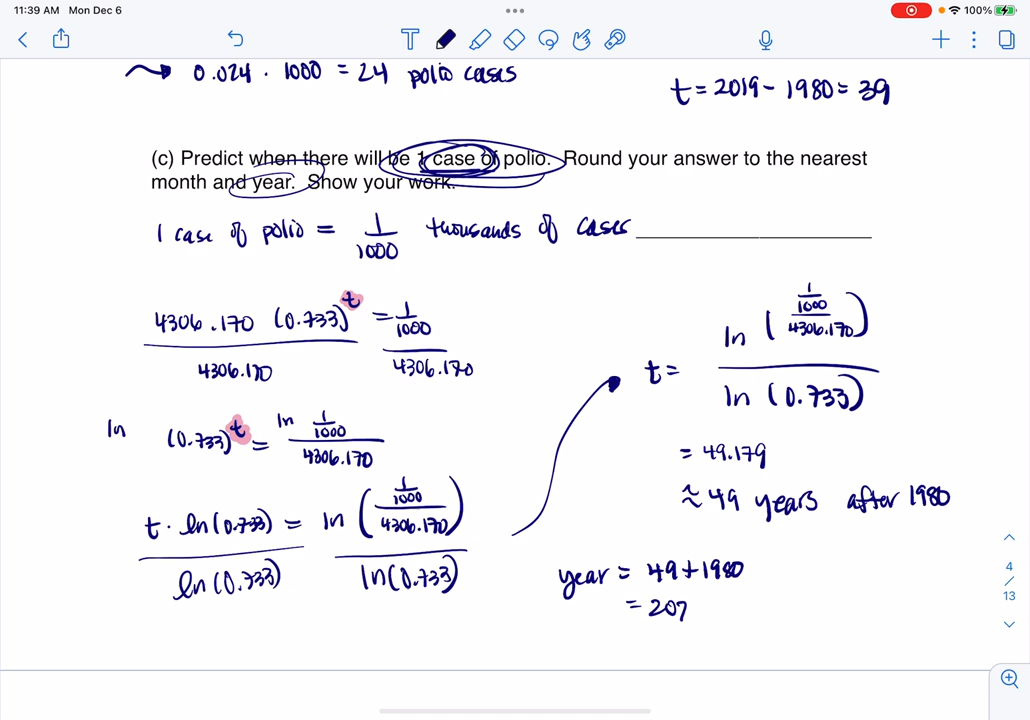 11:39 AM Mon Dec 6
100%
0.024 · 1000 = 24 polio cases
t = 2019 - 1980 = 39
(c) Predict when there will be 1 case of polio. Round your answer to the nearest
month and year. Show your work.
1 case of polio = 1/1000 thousands of cases
4306.170 (0.733)^t / 4306.170 = 1/1000 / 4306.170
ln (0.733)^t = ln 1/1000 / 4306.170
t · ln(0.733) / ln(0.733) = ln (1/1000 / 4306.170) / ln(0.733)
t = ln (1/1000 / 4306.170) / ln (0.733)
= 49.179
≈ 49 years after 1980
year = 49 + 1980
= 207
4
/
13